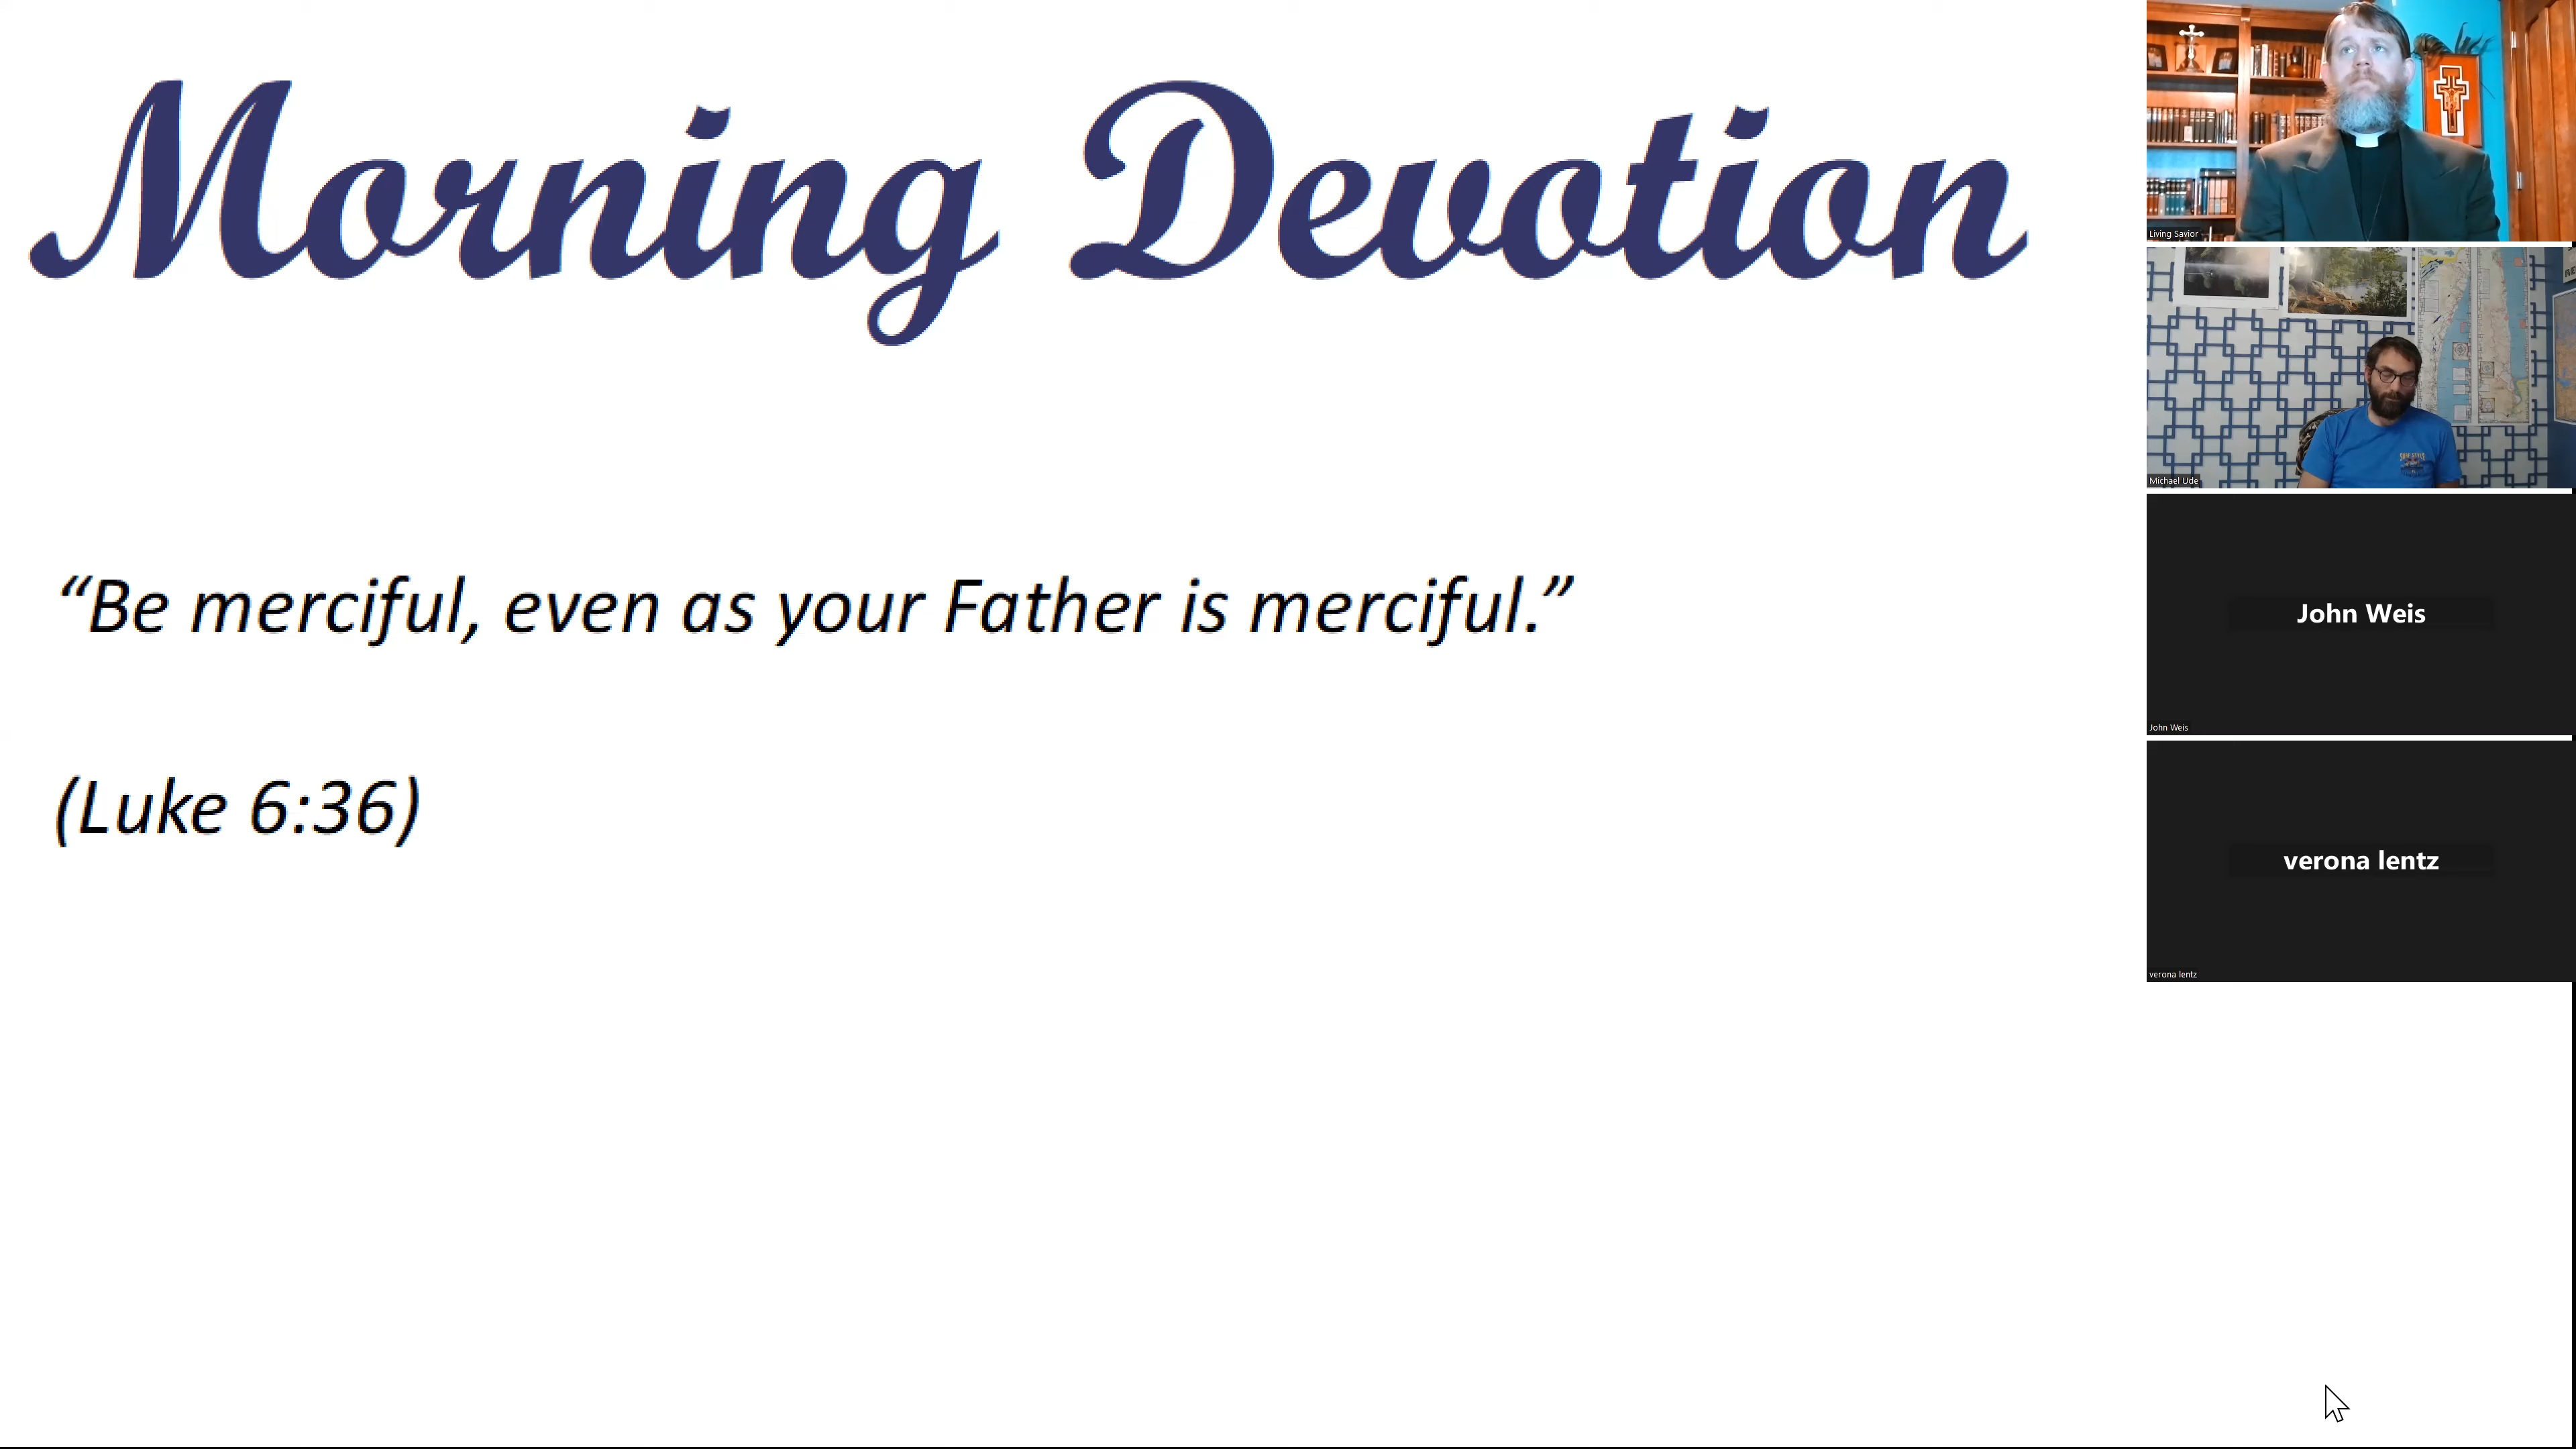 Morning Devotion
“Be merciful, even as your Father is merciful.”
(Luke 6:36)
Living Savior
Michael Ude
John Weis
John Weis
verona lentz
verona lentz